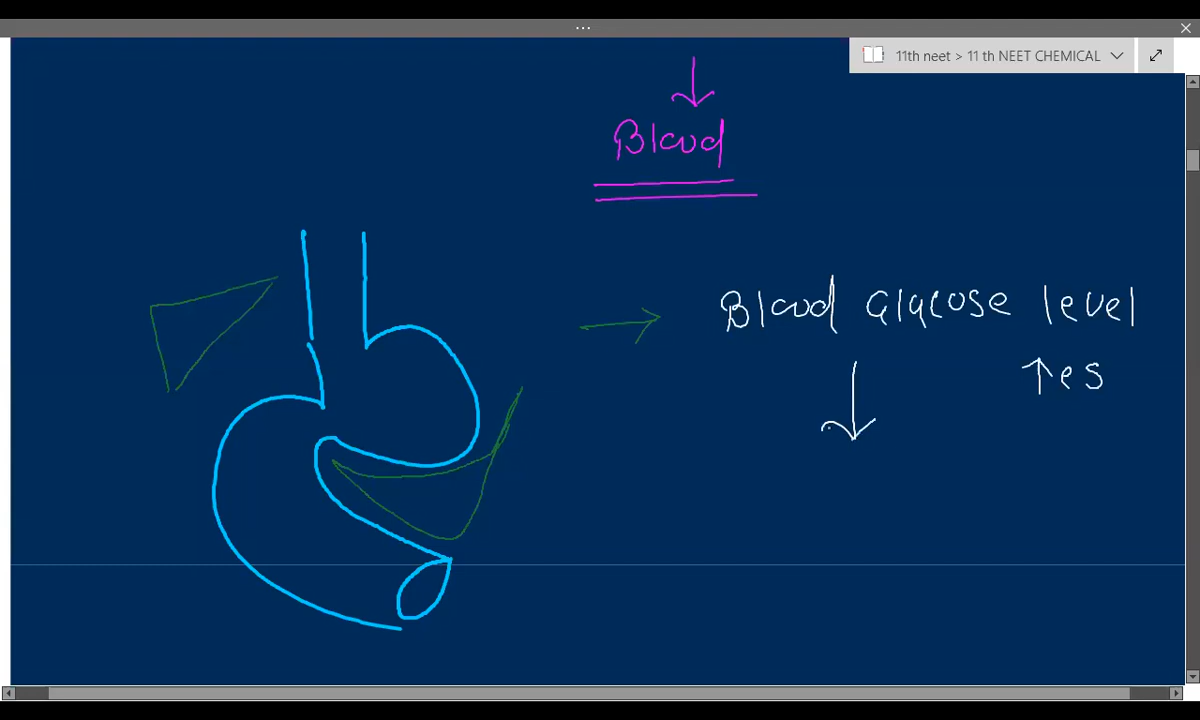 ...
11th neet > 11 th NEET CHEMICAL
↓
Blood
→ Blood Glucose level
↑es
↓